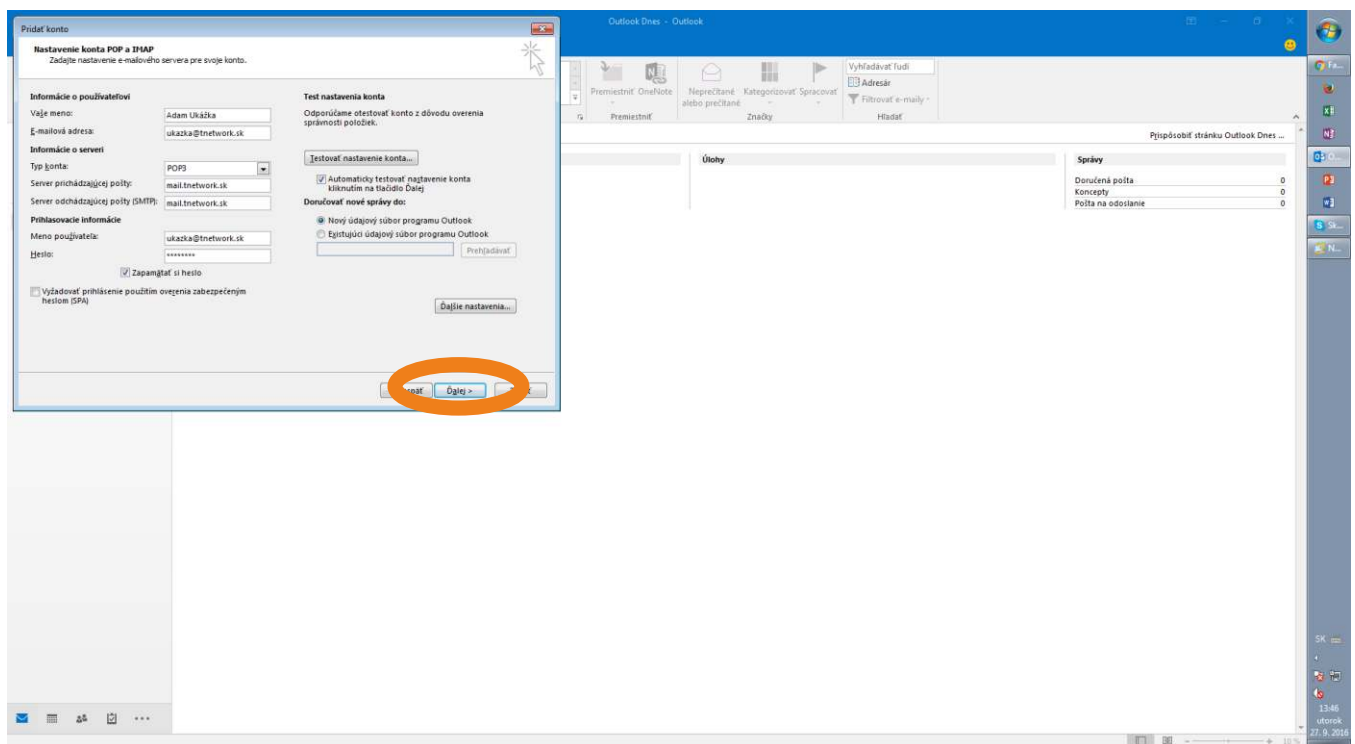 Outlook Dnes - Outlook
Pridať konto
Nastavenie konta POP a IMAP
Zadajte nastavenie e-mailového servera pre svoje konto.
Informácie o používateľovi
Vaše meno:
Adam Ukážka
E-mailová adresa:
ukazka@tnetwork.sk
Informácie o serveri
Typ konta:
POP3
Server prichádzajúcej pošty:
mail.tnetwork.sk
Server odchádzajúcej pošty (SMTP):
mail.tnetwork.sk
Prihlasovacie informácie
Meno používateľa:
ukazka@tnetwork.sk
Heslo:
********
Zapamätať si heslo
Vyžadovať prihlásenie použitím overenia zabezpečeným
heslom (SPA)
Test nastavenia konta
Odporúčame otestovať konto z dôvodu overenia
správnosti položiek.
Testovať nastavenie konta...
Automaticky testovať nastavenie konta
kliknutím na tlačidlo Ďalej
Doručovať nové správy do:
Nový údajový súbor programu Outlook
Existujúci údajový súbor programu Outlook
Prehľadávať
Ďalšie nastavenia...
Ďalej >
Premiestniť
OneNote
Premiestniť
Neprečítané
alebo prečítané
Kategorizovať
Spracovať
Značky
Vyhľadávať ľudí
Adresár
Filtrovať e-maily
Hľadať
Prispôsobiť stránku Outlook Dnes ...
Úlohy
Správy
Doručená pošta 0
Koncepty 0
Pošta na odoslanie 0
Fa...
O...
Sk...
N...
SK
13:46
utorok
27. 9. 2016
10 %